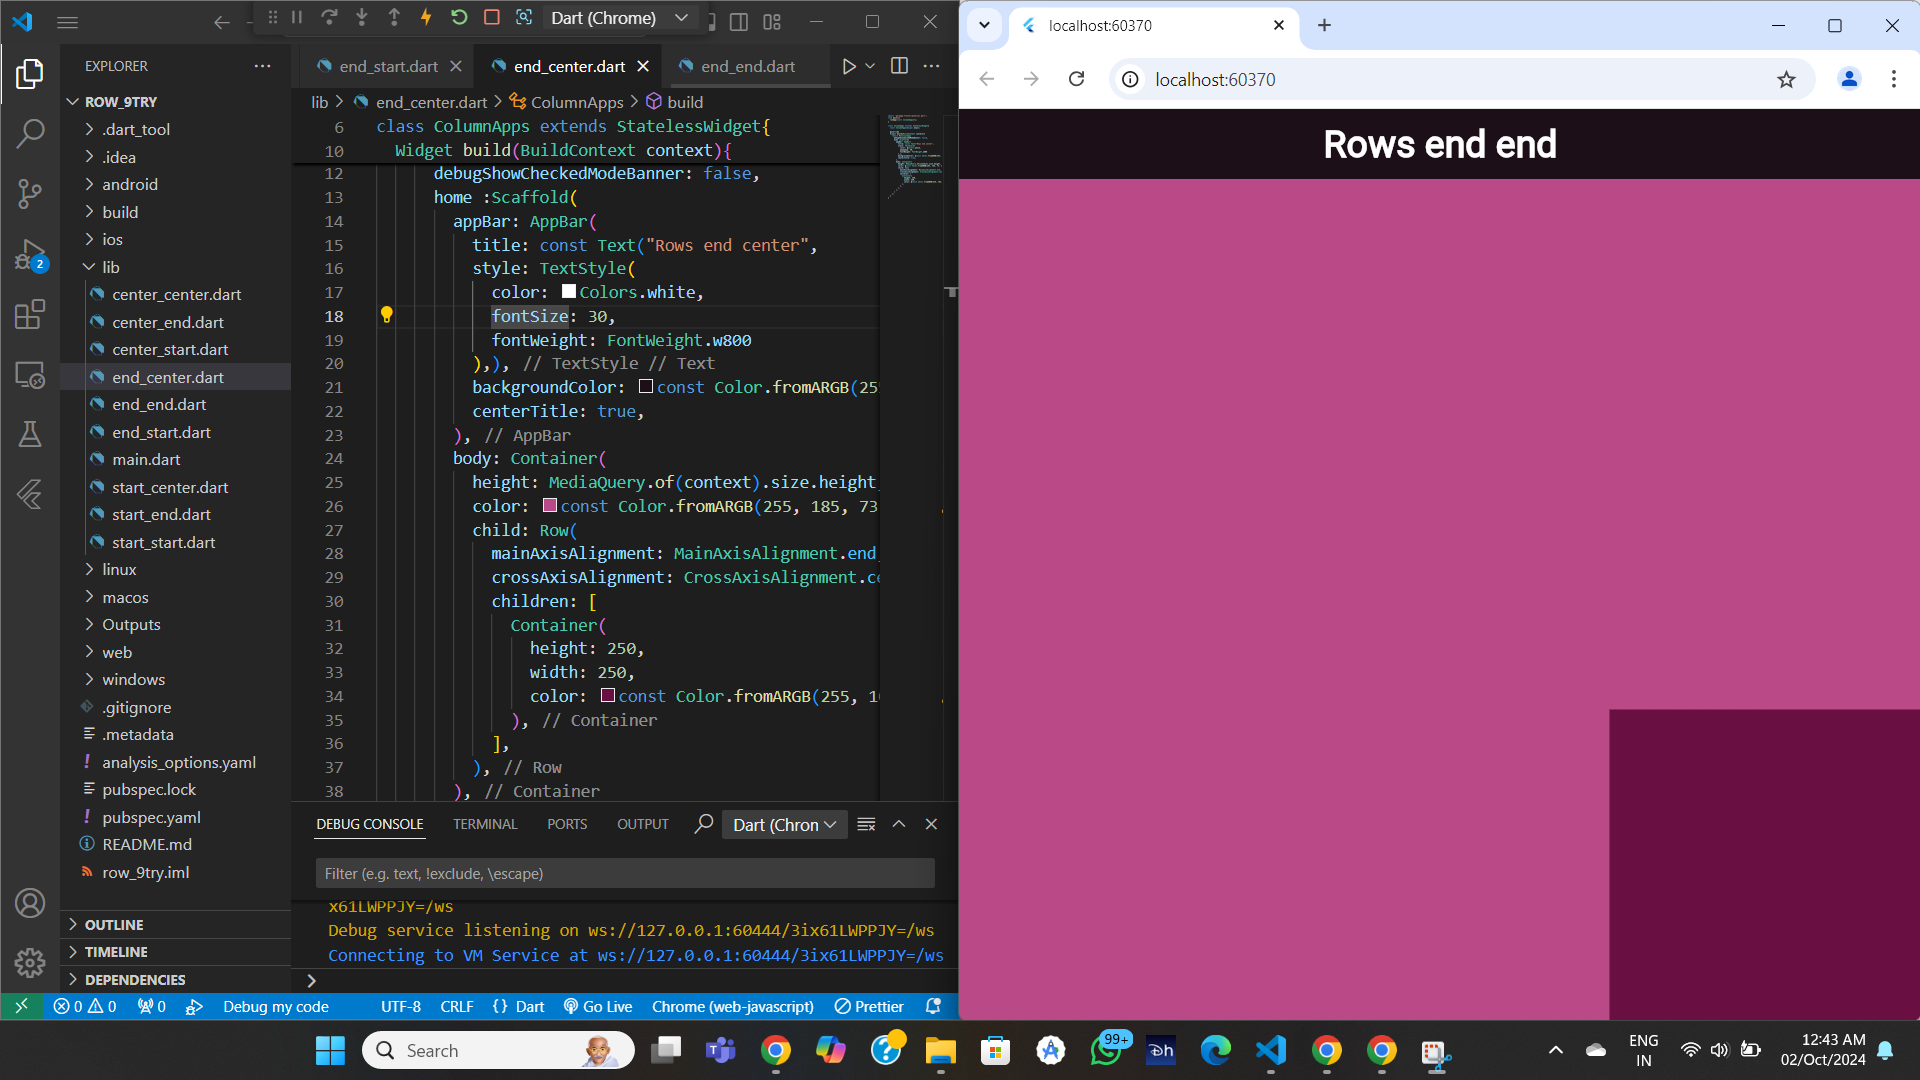 Dart (Chrome)
EXPLORER
ROW_9TRY
.dart_tool
.idea
android
build
ios
lib
center_center.dart
center_end.dart
center_start.dart
end_center.dart
end_end.dart
end_start.dart
main.dart
start_center.dart
start_end.dart
start_start.dart
linux
macos
Outputs
web
windows
.gitignore
.metadata
analysis_options.yaml
pubspec.lock
pubspec.yaml
README.md
row_9try.iml
OUTLINE
TIMELINE
DEPENDENCIES
2
end_start.dart
end_center.dart
end_end.dart
lib > end_center.dart > ColumnApps > build
6 class ColumnApps extends StatelessWidget{
10 Widget build(BuildContext context){
12 debugShowCheckedModeBanner: false,
13 home :Scaffold(
14 appBar: AppBar(
15 title: const Text("Rows end center",
16 style: TextStyle(
17 color: Colors.white,
18 fontSize: 30,
19 fontWeight: FontWeight.w800
20 ),), // TextStyle // Text
21 backgroundColor: const Color.fromARGB(25
22 centerTitle: true,
23 ), // AppBar
24 body: Container(
25 height: MediaQuery.of(context).size.height
26 color: const Color.fromARGB(255, 185, 73
27 child: Row(
28 mainAxisAlignment: MainAxisAlignment.end
29 crossAxisAlignment: CrossAxisAlignment.ce
30 children: [
31 Container(
32 height: 250,
33 width: 250,
34 color: const Color.fromARGB(255, 10
35 ), // Container
36 ],
37 ), // Row
38 ), // Container
DEBUG CONSOLE TERMINAL PORTS OUTPUT
Dart (Chron
Filter (e.g. text, !exclude, \escape)
x61LWPPJY=/ws
Debug service listening on ws://127.0.0.1:60444/3ix61LWPPJY=/ws
Connecting to VM Service at ws://127.0.0.1:60444/3ix61LWPPJY=/ws
0 0 0 Debug my code UTF-8 CRLF {} Dart Go Live Chrome (web-javascript) Prettier
localhost:60370
localhost:60370
Rows end end
Search
99+
ENG
IN
12:43 AM
02/Oct/2024